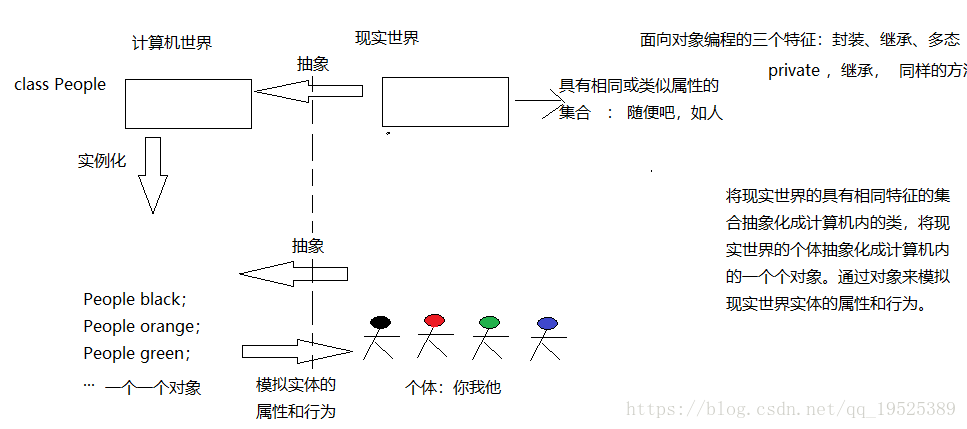 计算机世界
现实世界
面向对象编程的三个特征：封装、继承、多态
private ，继承， 同样的方法
class People
抽象
具有相同或类似属性的
集合 ： 随便吧，如人
实例化
将现实世界的具有相同特征的集
合抽象化成计算机内的类，将现
实世界的个体抽象化成计算机内
的一个个对象。通过对象来模拟
现实世界实体的属性和行为。
抽象
People black；
People orange；
People green；
… 一个一个对象
模拟实体的
属性和行为
个体：你我他
https://blog.csdn.net/qq_19525389